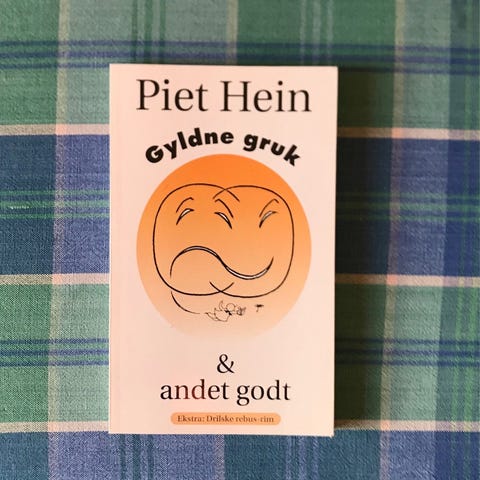 Piet Hein
Gyldne gruk
&
andet godt
Ekstra: Drilske rebus-rim